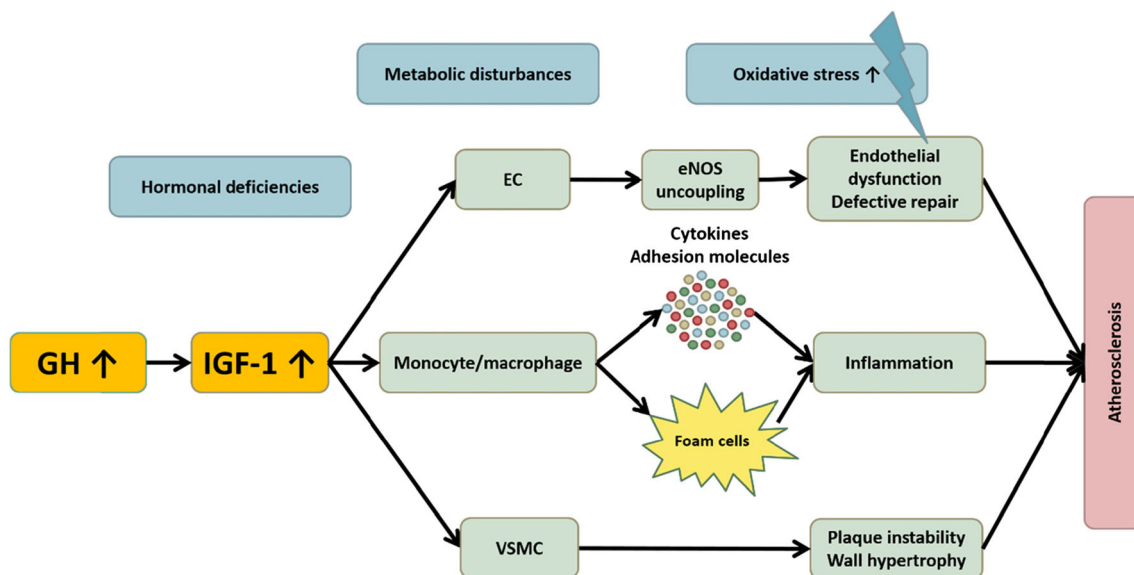 Metabolic disturbances
Oxidative stress ↑
Hormonal deficiencies
EC
eNOS
uncoupling
Endothelial
dysfunction
Defective repair
Cytokines
Adhesion molecules
GH ↑
IGF-1 ↑
Monocyte/macrophage
Inflammation
Foam cells
VSMC
Plaque instability
Wall hypertrophy
Atherosclerosis